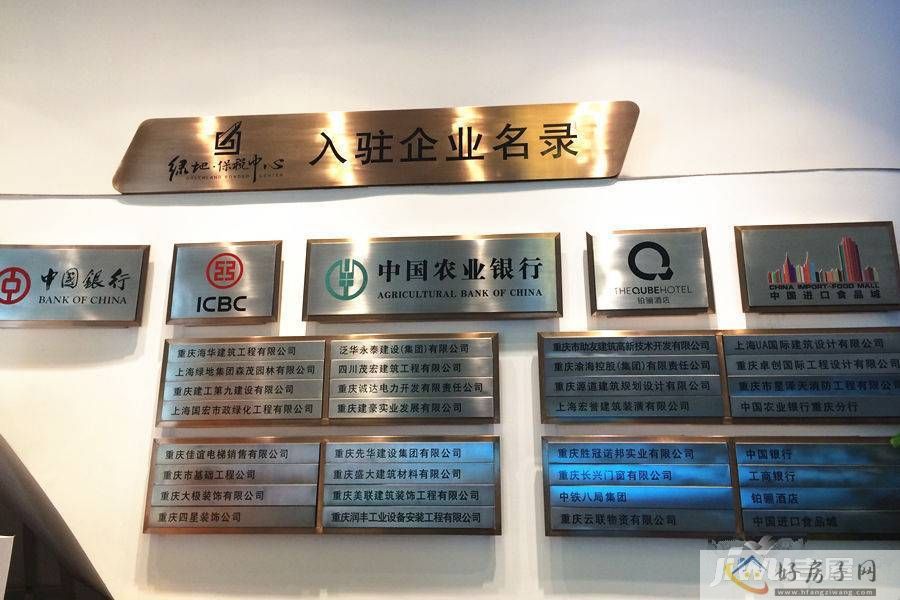 绿地·保税中心
GREENLAND BONDED CENTER
入驻企业名录
中国银行
BANK OF CHINA
ICBC
中国农业银行
AGRICULTURAL BANK OF CHINA
THE QUBE HOTEL
铂骊酒店
CHINA IMPORT-FOOD MALL
中国进口食品城
重庆海华建筑工程有限公司
上海绿地集团森茂园林有限公司
重庆建工第九建设有限公司
上海国宏市政绿化工程有限公司
泛华永泰建设(集团)有限公司
四川茂宏建筑工程有限公司
重庆诚达电力开发有限责任公司
重庆建豪实业发展有限公司
重庆市助友建筑高新技术开发有限公司
重庆渝海控股(集团)有限责任公司
重庆源道建筑规划设计有限公司
上海宏誉建筑装潢有限公司
上海UA国际建筑设计有限公司
重庆卓创国际工程设计有限公司
重庆市星泽天消防工程有限公司
中国农业银行重庆分行
重庆佳谊电梯销售有限公司
重庆市基础工程公司
重庆大极装饰有限公司
重庆四星装饰公司
重庆先华建设集团有限公司
重庆盛大建筑材料有限公司
重庆美联建筑装饰工程有限公司
重庆润丰工业设备安装工程有限公司
重庆胜冠诺邦实业有限公司
重庆长兴门窗有限公司
中铁八局集团
重庆云联物资有限公司
中国银行
工商银行
铂骊酒店
中国进口食品城
好房子网
www.hfangziwang.com